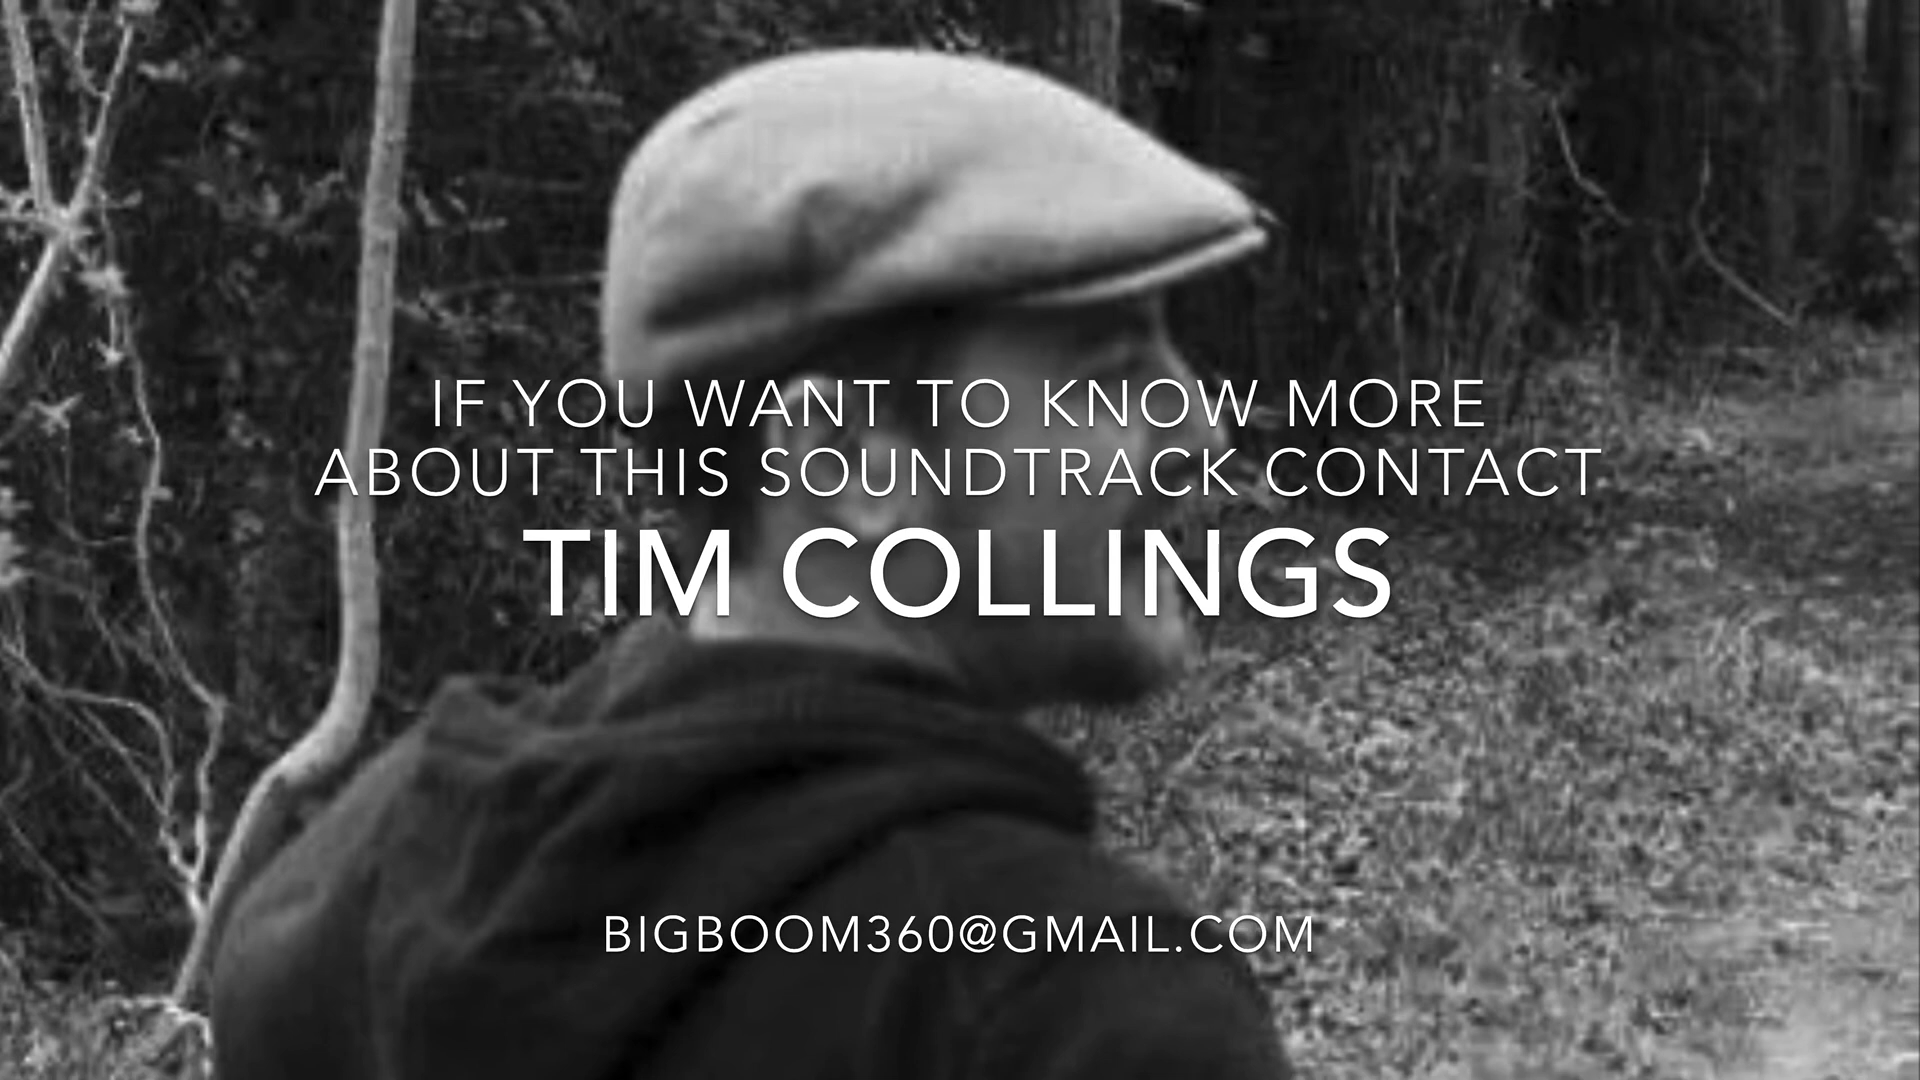 IF YOU WANT TO KNOW MORE
ABOUT THIS SOUNDTRACK CONTACT
TIM COLLINGS
BIGBOOM360@GMAIL.COM